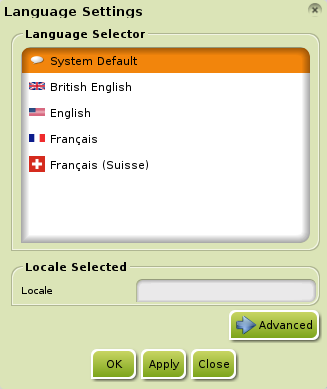 Language Settings
Language Selector
System Default
British English
English
Français
Français (Suisse)
Locale Selected
Locale
Advanced
OK
Apply
Close